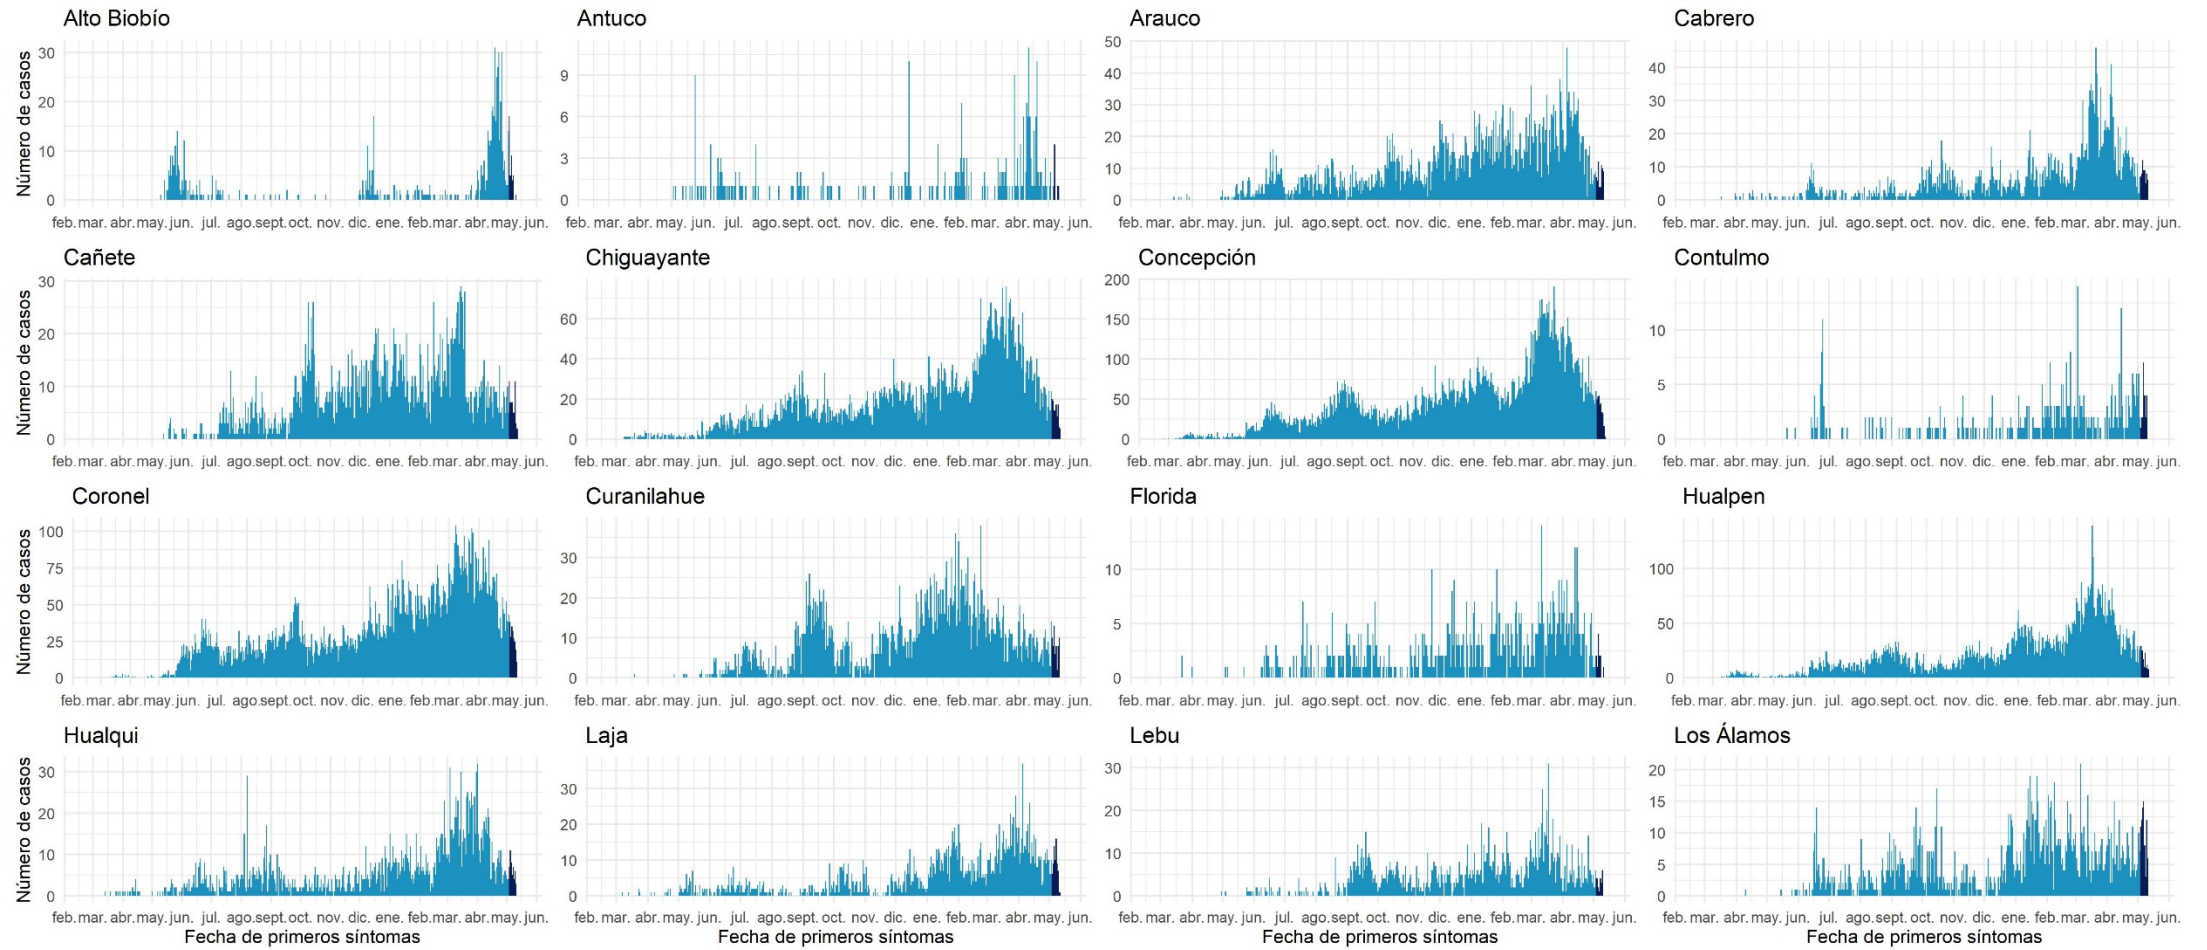 Alto Biobío
Antuco
Arauco
Cabrero
Número de casos
30
20
10
0
9
6
3
0
50
40
30
20
10
0
40
30
20
10
0
feb. mar. abr. may. jun. jul. ago. sept. oct. nov. dic. ene. feb. mar. abr. may. jun.
feb. mar. abr. may. jun. jul. ago. sept. oct. nov. dic. ene. feb. mar. abr. may. jun.
feb. mar. abr. may. jun. jul. ago. sept. oct. nov. dic. ene. feb. mar. abr. may. jun.
feb. mar. abr. may. jun. jul. ago. sept. oct. nov. dic. ene. feb. mar. abr. may. jun.
Cañete
Chiguayante
Concepción
Contulmo
Número de casos
30
20
10
0
60
40
20
0
200
150
100
50
0
10
5
0
feb. mar. abr. may. jun. jul. ago. sept. oct. nov. dic. ene. feb. mar. abr. may. jun.
feb. mar. abr. may. jun. jul. ago. sept. oct. nov. dic. ene. feb. mar. abr. may. jun.
feb. mar. abr. may. jun. jul. ago. sept. oct. nov. dic. ene. feb. mar. abr. may. jun.
feb. mar. abr. may. jun. jul. ago. sept. oct. nov. dic. ene. feb. mar. abr. may. jun.
Coronel
Curanilahue
Florida
Hualpen
Número de casos
100
75
50
25
0
30
20
10
0
10
5
0
100
50
0
feb. mar. abr. may. jun. jul. ago. sept. oct. nov. dic. ene. feb. mar. abr. may. jun.
feb. mar. abr. may. jun. jul. ago. sept. oct. nov. dic. ene. feb. mar. abr. may. jun.
feb. mar. abr. may. jun. jul. ago. sept. oct. nov. dic. ene. feb. mar. abr. may. jun.
feb. mar. abr. may. jun. jul. ago. sept. oct. nov. dic. ene. feb. mar. abr. may. jun.
Hualqui
Laja
Lebu
Los Álamos
Número de casos
30
20
10
0
30
20
10
0
30
20
10
0
20
15
10
5
0
feb. mar. abr. may. jun. jul. ago. sept. oct. nov. dic. ene. feb. mar. abr. may. jun.
feb. mar. abr. may. jun. jul. ago. sept. oct. nov. dic. ene. feb. mar. abr. may. jun.
feb. mar. abr. may. jun. jul. ago. sept. oct. nov. dic. ene. feb. mar. abr. may. jun.
feb. mar. abr. may. jun. jul. ago. sept. oct. nov. dic. ene. feb. mar. abr. may. jun.
Fecha de primeros síntomas
Fecha de primeros síntomas
Fecha de primeros síntomas
Fecha de primeros síntomas